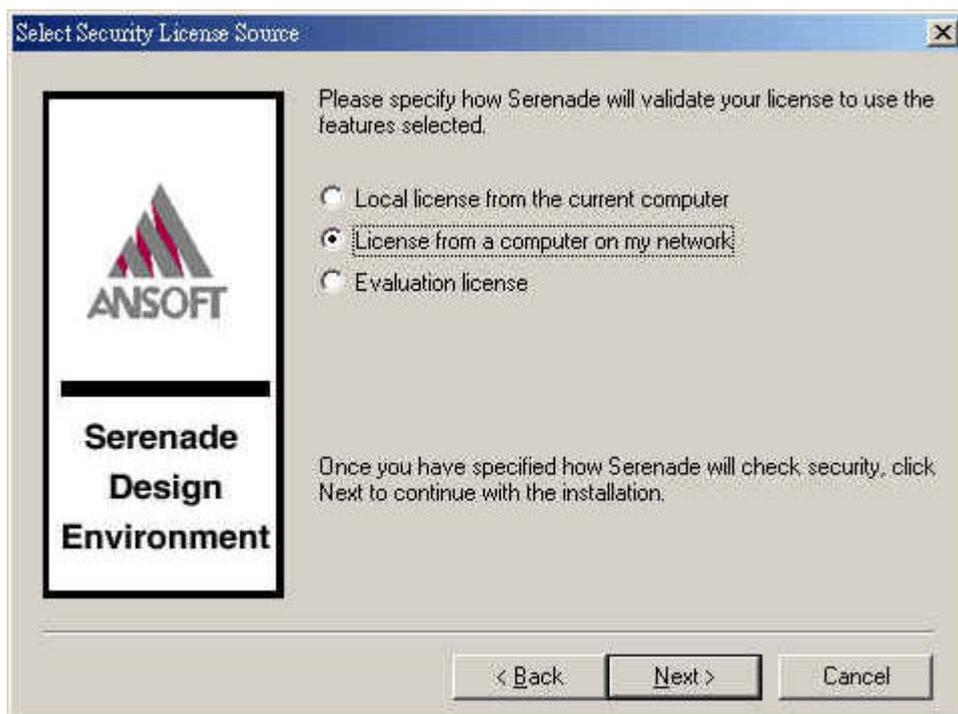 Select Security License Source
Please specify how Serenade will validate your license to use the
features selected.
Local license from the current computer
License from a computer on my network
Evaluation license
ANSOFT
Serenade
Design
Environment
Once you have specified how Serenade will check security, click
Next to continue with the installation.
< Back
Next >
Cancel